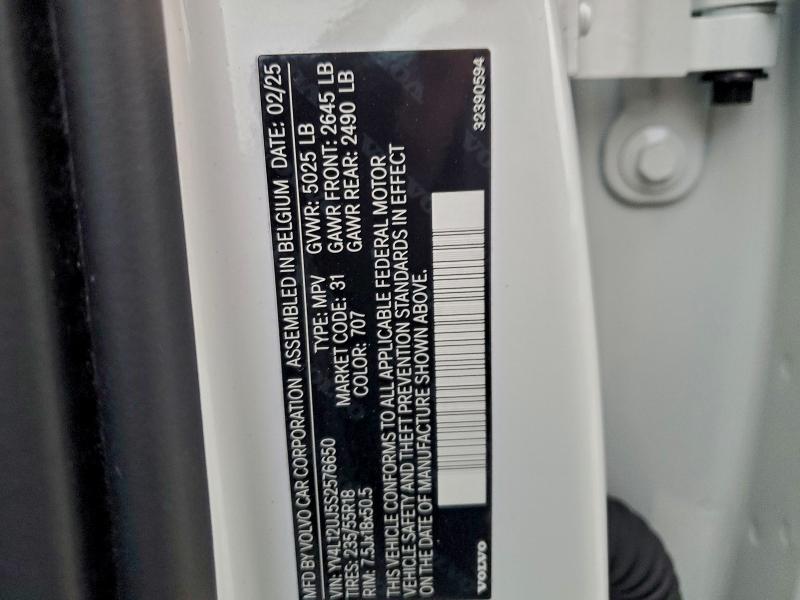 MFD BY VOLVO CAR CORPORATION ASSEMBLED IN BELGIUM DATE: 02/25
VIN: YV4L12UJ5S2576650 TYPE: MPV GVWR: 5025 LB
TIRES: 235/55R18 MARKET CODE: 31 GAWR FRONT: 2645 LB
RIM: 7.5Jx18x50.5 COLOR: 707 GAWR REAR: 2490 LB
THIS VEHICLE CONFORMS TO ALL APPLICABLE FEDERAL MOTOR
VEHICLE SAFETY AND THEFT PREVENTION STANDARDS IN EFFECT
ON THE DATE OF MANUFACTURE SHOWN ABOVE.
VOLVO 32390594